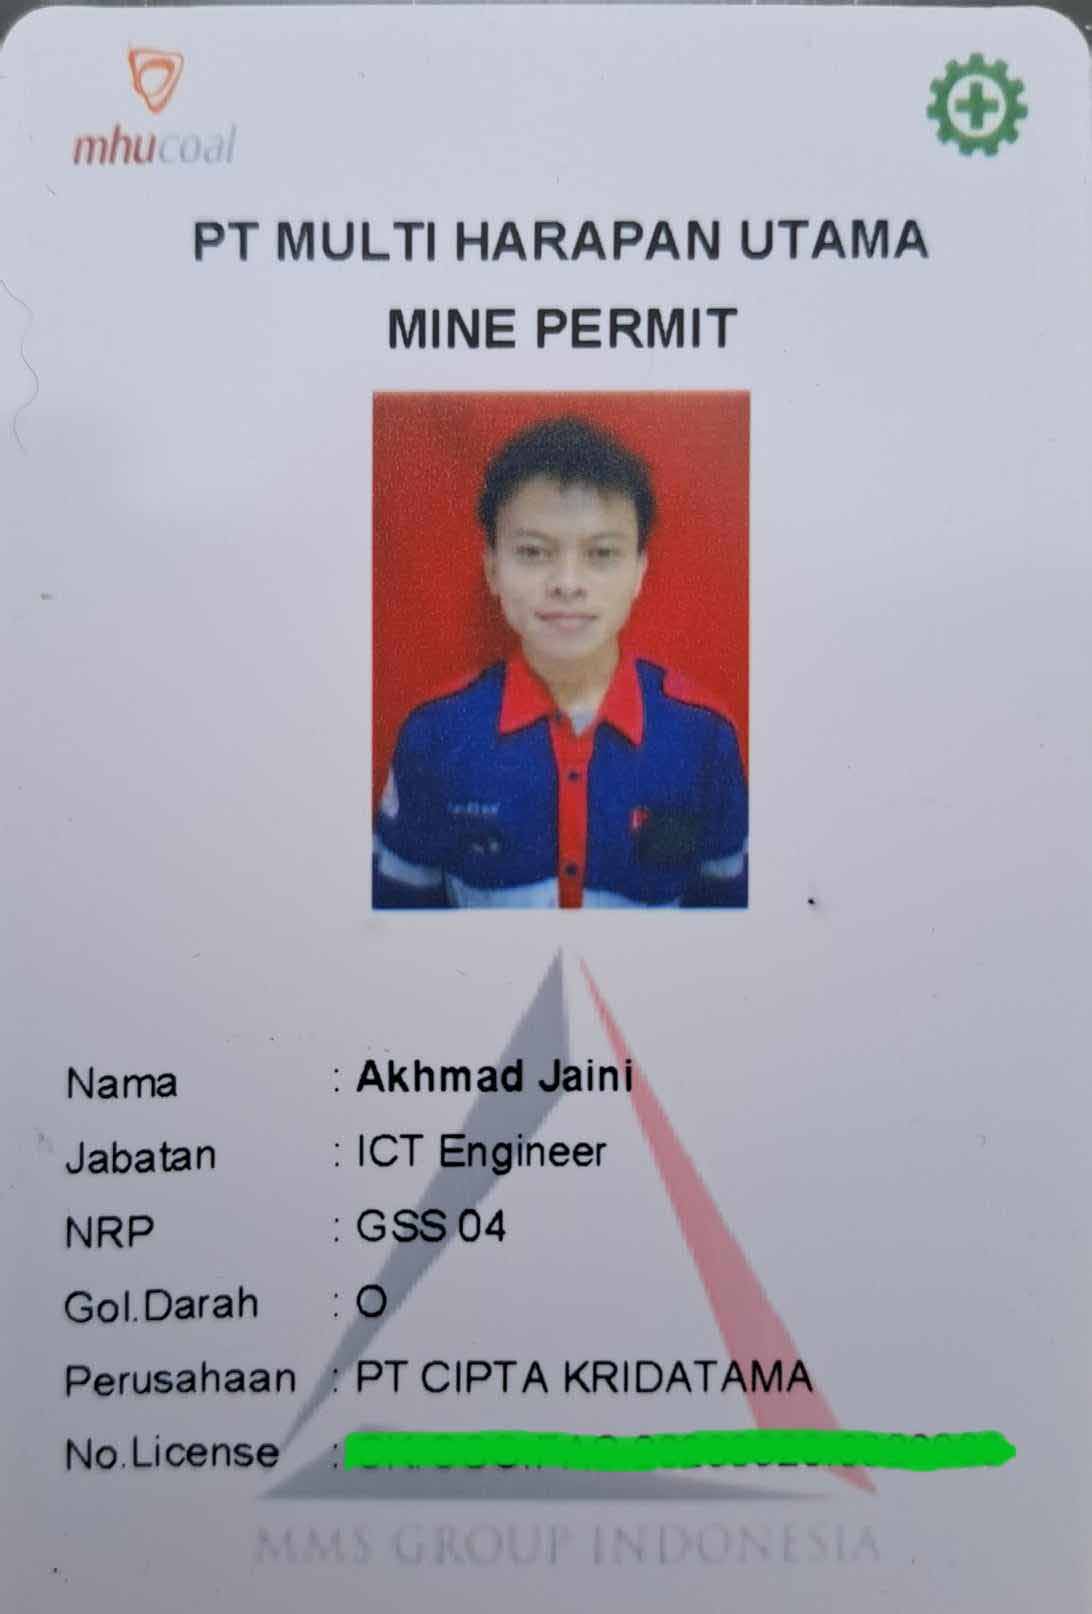 mhucoal
PT MULTI HARAPAN UTAMA
MINE PERMIT
Nama : Akhmad Jaini
Jabatan : ICT Engineer
NRP : GSS 04
Gol.Darah : O
Perusahaan : PT CIPTA KRIDATAMA
No.License :
MMS GROUP INDONESIA